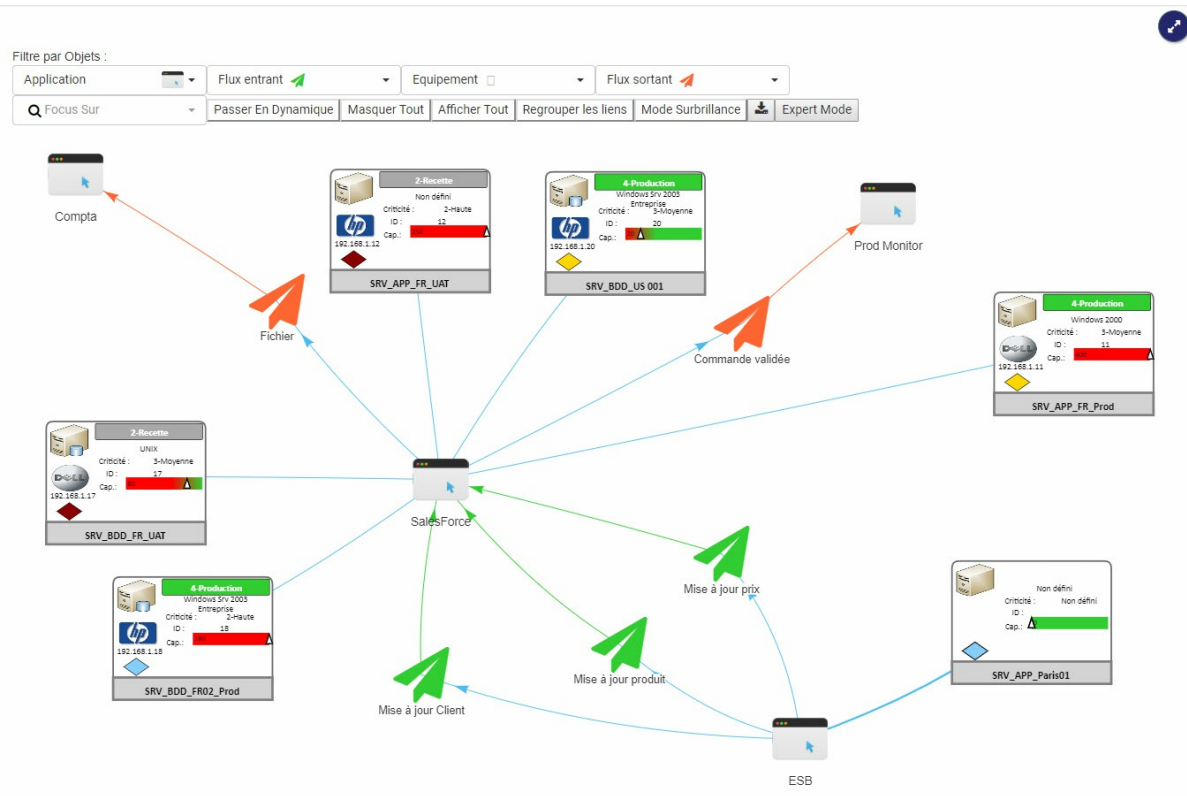 Filtre par Objets :
Application
Flux entrant
Equipement
Flux sortant
Focus Sur
Passer En Dynamique
Masquer Tout
Afficher Tout
Regrouper les liens
Mode Surbrillance
Expert Mode
Compta
2-Recette
Non défini
Criticité : 2-Haute
ID : 12
Cap.:
hp
192.168.1.12
SRV_APP_FR_UAT
4-Production
Windows Srv 2003
Entreprise
Criticité : 3-Moyenne
ID : 20
Cap.: 20
hp
192.168.1.20
SRV_BDD_US 001
Prod Monitor
Fichier
Commande validée
4-Production
Windows 2000
Criticité : 3-Moyenne
ID : 11
Cap.:
DELL
192.168.1.11
SRV_APP_FR_Prod
2-Recette
UNIX
Criticité : 3-Moyenne
ID : 17
Cap.:
DELL
192.168.1.17
SRV_BDD_FR_UAT
SalesForce
Mise à jour prix
4-Production
Windows Srv 2003
Entreprise
Criticité : 2-Haute
ID : 18
Cap.:
hp
192.168.1.18
SRV_BDD_FR02_Prod
Mise à jour Client
Mise à jour produit
Non défini
Criticité : Non défini
ID :
Cap.:
SRV_APP_Paris01
ESB